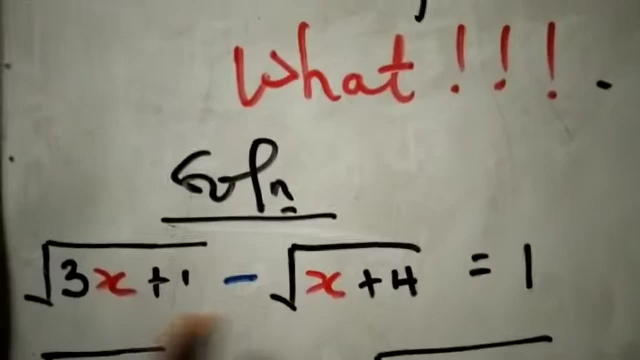 What!!!.
Soln
√3x+1 - √x+4 = 1